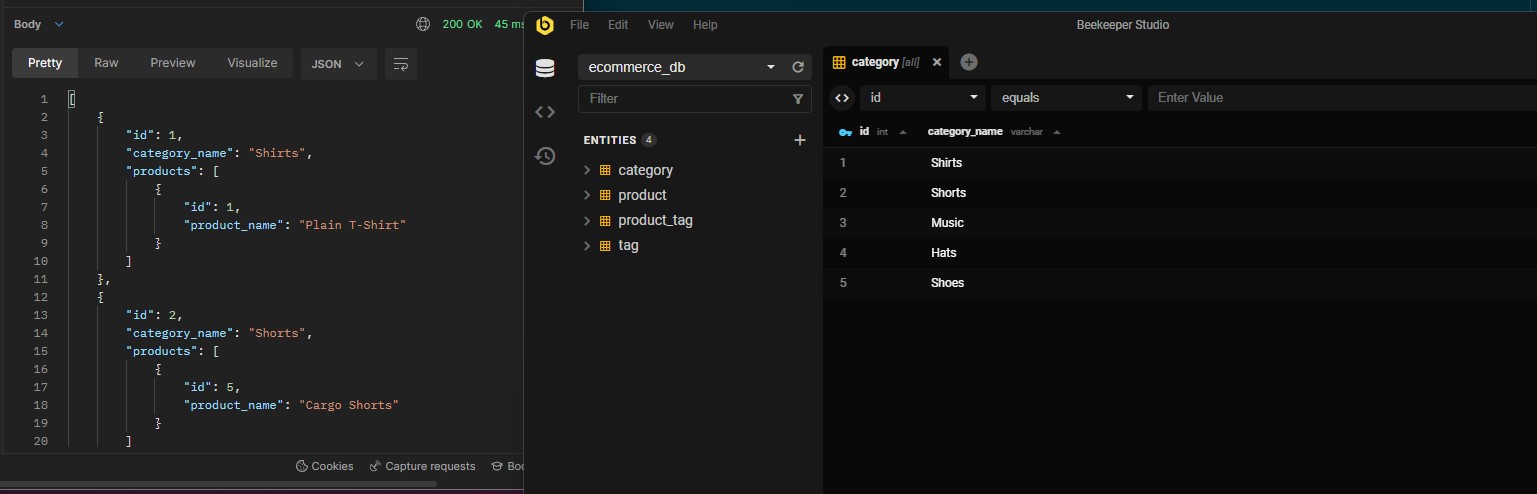 Body
200 OK 45 ms
Pretty Raw Preview Visualize JSON
1 [
2 {
3 "id": 1,
4 "category_name": "Shirts",
5 "products": [
6 {
7 "id": 1,
8 "product_name": "Plain T-Shirt"
9 }
10 ]
11 },
12 {
13 "id": 2,
14 "category_name": "Shorts",
15 "products": [
16 {
17 "id": 5,
18 "product_name": "Cargo Shorts"
19 }
20 ]
Cookies Capture requests Boo
File Edit View Help
Beekeeper Studio
ecommerce_db
Filter
ENTITIES 4
category
product
product_tag
tag
category [all]
id equals Enter Value
id int category_name varchar
1 Shirts
2 Shorts
3 Music
4 Hats
5 Shoes